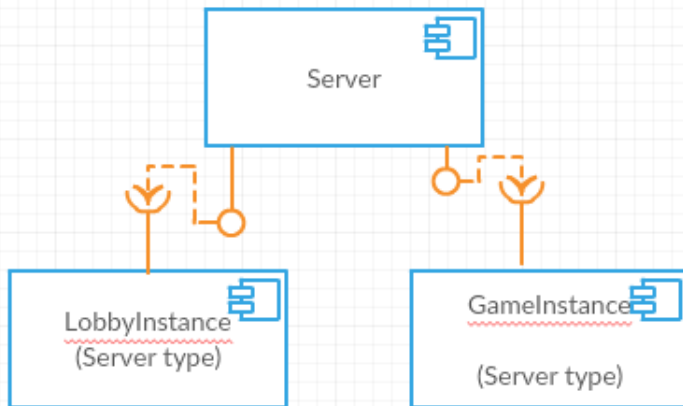 Server
LobbyInstance
(Server type)
GameInstance
(Server type)